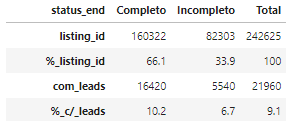 status_end Completo Incompleto Total
listing_id 160322 82303 242625
%_listing_id 66.1 33.9 100
com_leads 16420 5540 21960
%_c/_leads 10.2 6.7 9.1